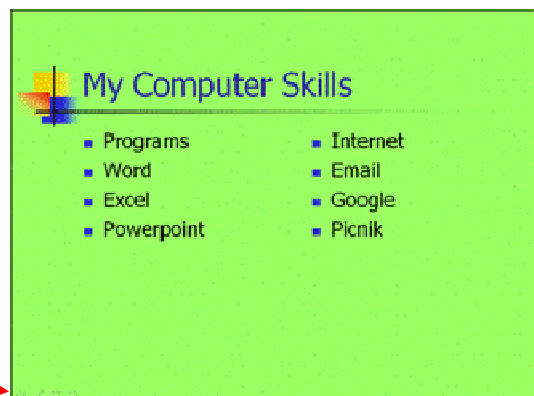 My Computer Skills
Programs
Word
Excel
Powerpoint
Internet
Email
Google
Picnik